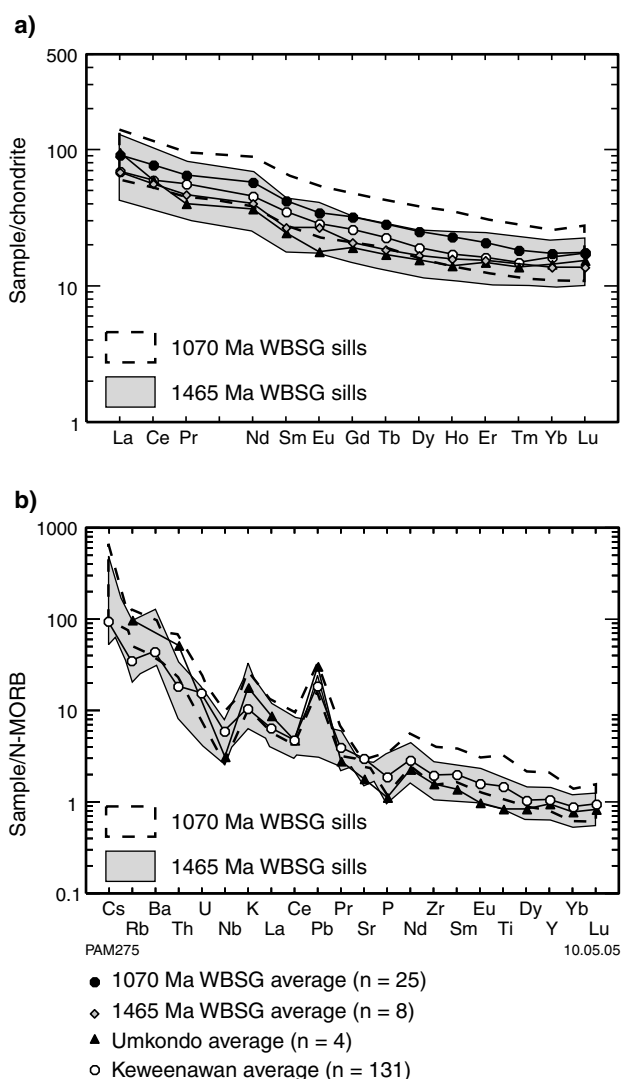 a)
500
100
10
1
Sample/chondrite
1070 Ma WBSG sills
1465 Ma WBSG sills
La Ce Pr Nd Sm Eu Gd Tb Dy Ho Er Tm Yb Lu
b)
1000
100
10
1
0.1
Sample/N-MORB
1070 Ma WBSG sills
1465 Ma WBSG sills
Cs Ba U K Ce Pr P Zr Eu Dy Yb
Rb Th Nb La Pb Sr Nd Sm Ti Y Lu
PAM275 10.05.05
1070 Ma WBSG average (n = 25)
1465 Ma WBSG average (n = 8)
Umkondo average (n = 4)
Keweenawan average (n = 131)